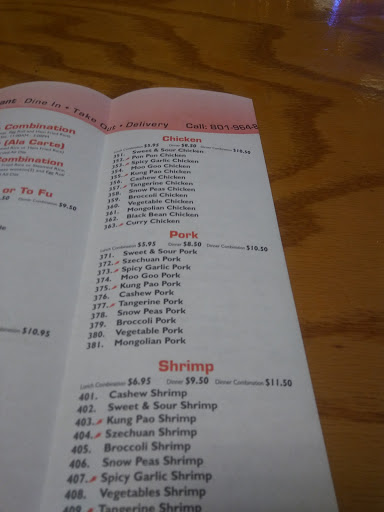 Dine In • Take Out • Delivery
Call: 801-964-
Combination
(Ala Carte)
Combination
or To Fu
$9.50
$10.95
Chicken
Lunch Combination $5.95 Dinner $8.50 Dinner Combination $10.50
351. Sweet & Sour Chicken
352. Pon Pon Chicken
353. Spicy Garlic Chicken
354. Moo Goo Chicken
355. Kung Pao Chicken
356. Cashew Chicken
357. Tangerine Chicken
358. Snow Peas Chicken
359. Broccoli Chicken
360. Vegetable Chicken
361. Mongolian Chicken
362. Black Bean Chicken
363. Curry Chicken
Pork
Lunch Combination $5.95 Dinner $8.50 Dinner Combination $10.50
371. Sweet & Sour Pork
372. Szechuan Pork
373. Spicy Garlic Pork
374. Moo Goo Pork
375. Kung Pao Pork
376. Cashew Pork
377. Tangerine Pork
378. Snow Peas Pork
379. Broccoli Pork
380. Vegetable Pork
381. Mongolian Pork
Shrimp
Lunch Combination $6.95 Dinner $9.50 Dinner Combination $11.50
401. Cashew Shrimp
402. Sweet & Sour Shrimp
403. Kung Pao Shrimp
404. Szechuan Shrimp
405. Broccoli Shrimp
406. Snow Peas Shrimp
407. Spicy Garlic Shrimp
408. Vegetables Shrimp
409. Tangerine Shrimp